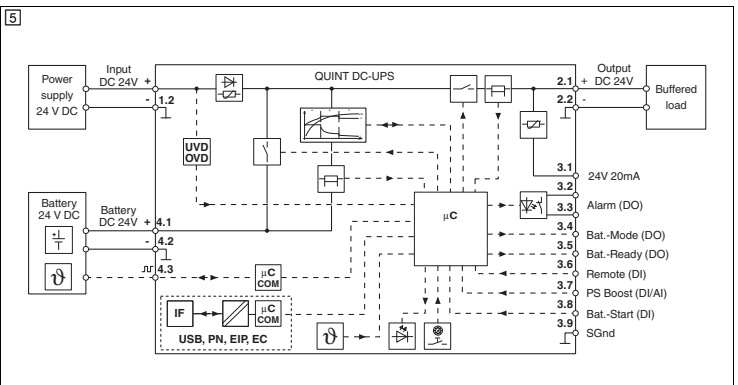 5
QUINT DC-UPS
Power
supply
24 V DC
Input
DC 24V +
- 1.2
UVD
OVD
Battery
24 V DC
Battery
DC 24V + 4.1
- 4.2
4.3
ϑ
µC
COM
IF
µC
COM
USB, PN, EIP, EC
ϑ
µC
Output
2.1 + DC 24V
2.2 -
Buffered
load
3.1
24V 20mA
3.2
Alarm (DO)
3.3
3.4
Bat.-Mode (DO)
3.5
Bat.-Ready (DO)
3.6
Remote (DI)
3.7
PS Boost (DI/AI)
3.8
Bat.-Start (DI)
3.9
SGnd